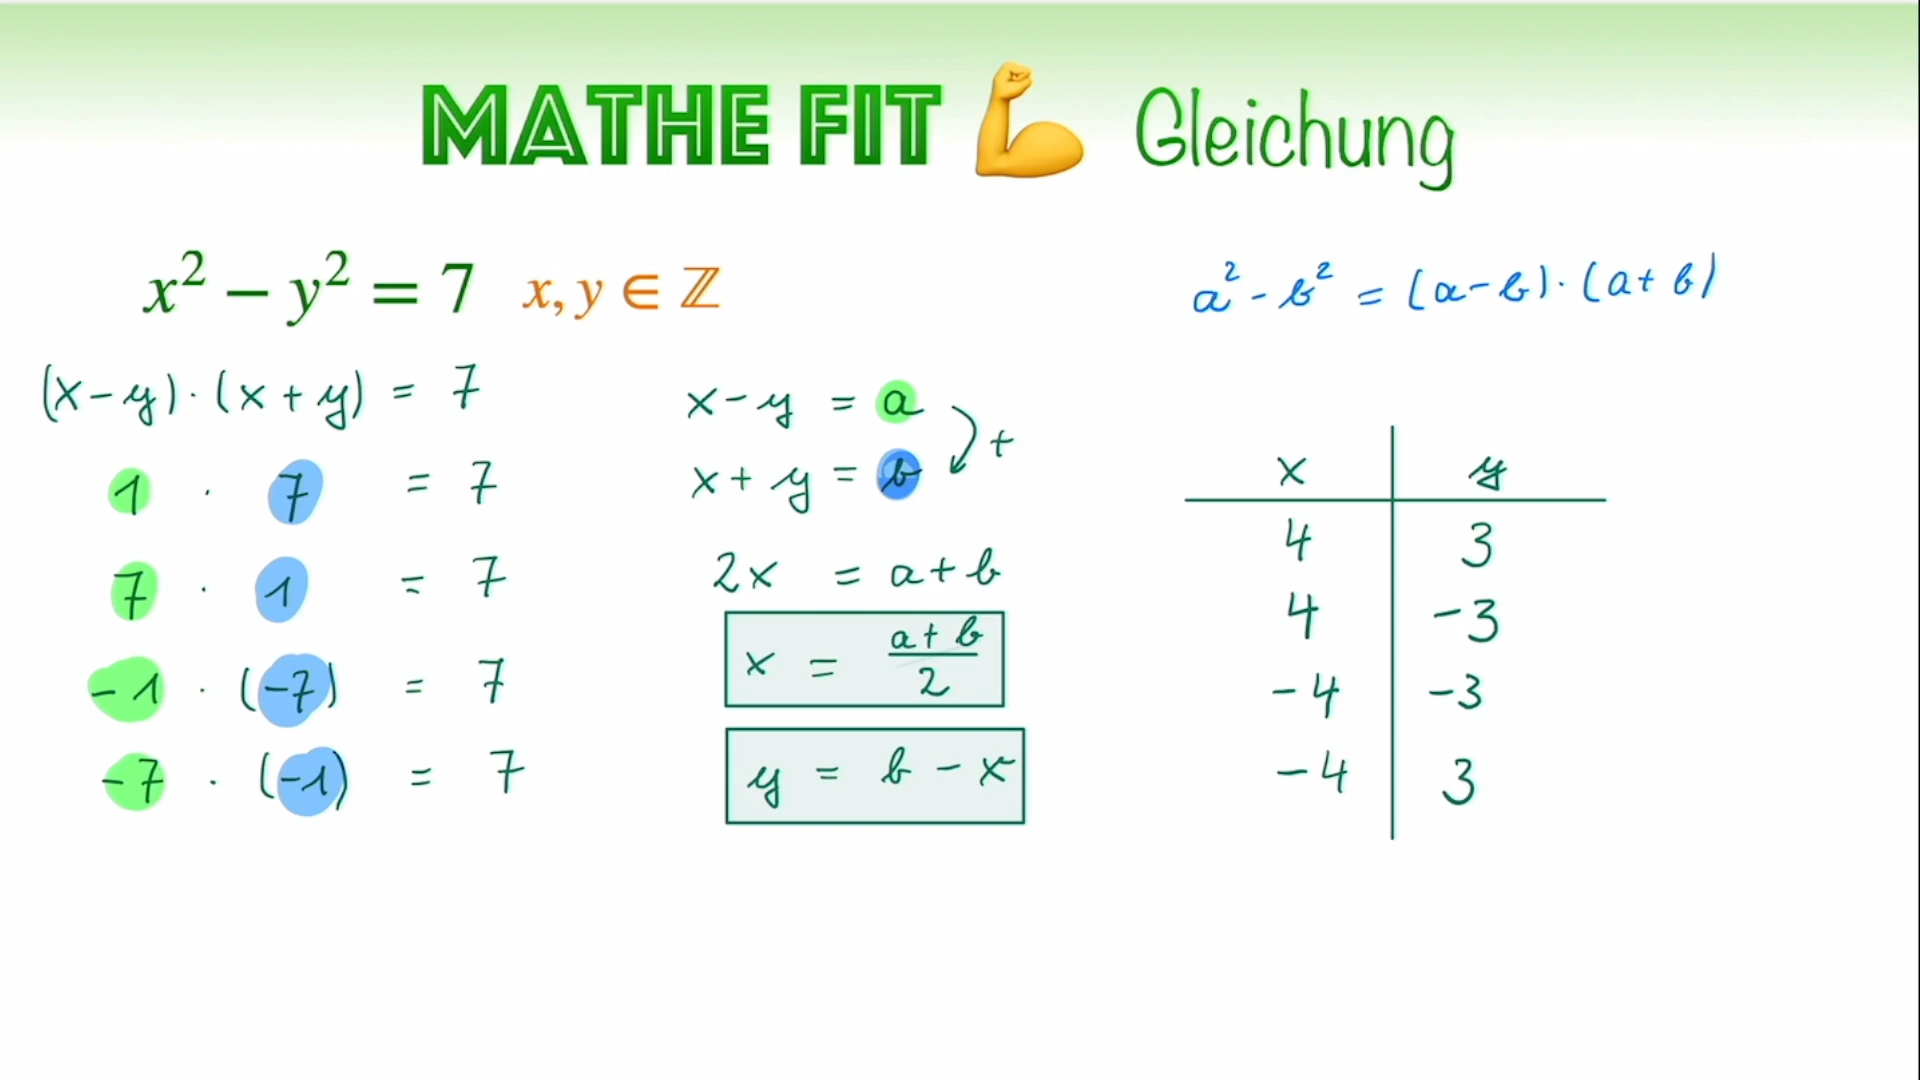 MATHE FIT 💪 Gleichung
x² − y² = 7 x, y ∈ ℤ
a² - b² = (a-b)·(a+b)
(x-y)·(x+y) = 7
1 · 7 = 7
7 · 1 = 7
-1 · (-7) = 7
-7 · (-1) = 7
x-y = a
x+y = b
+
2x = a+b
x = (a+b)/2
y = b - x
x y
4 3
4 -3
-4 -3
-4 3